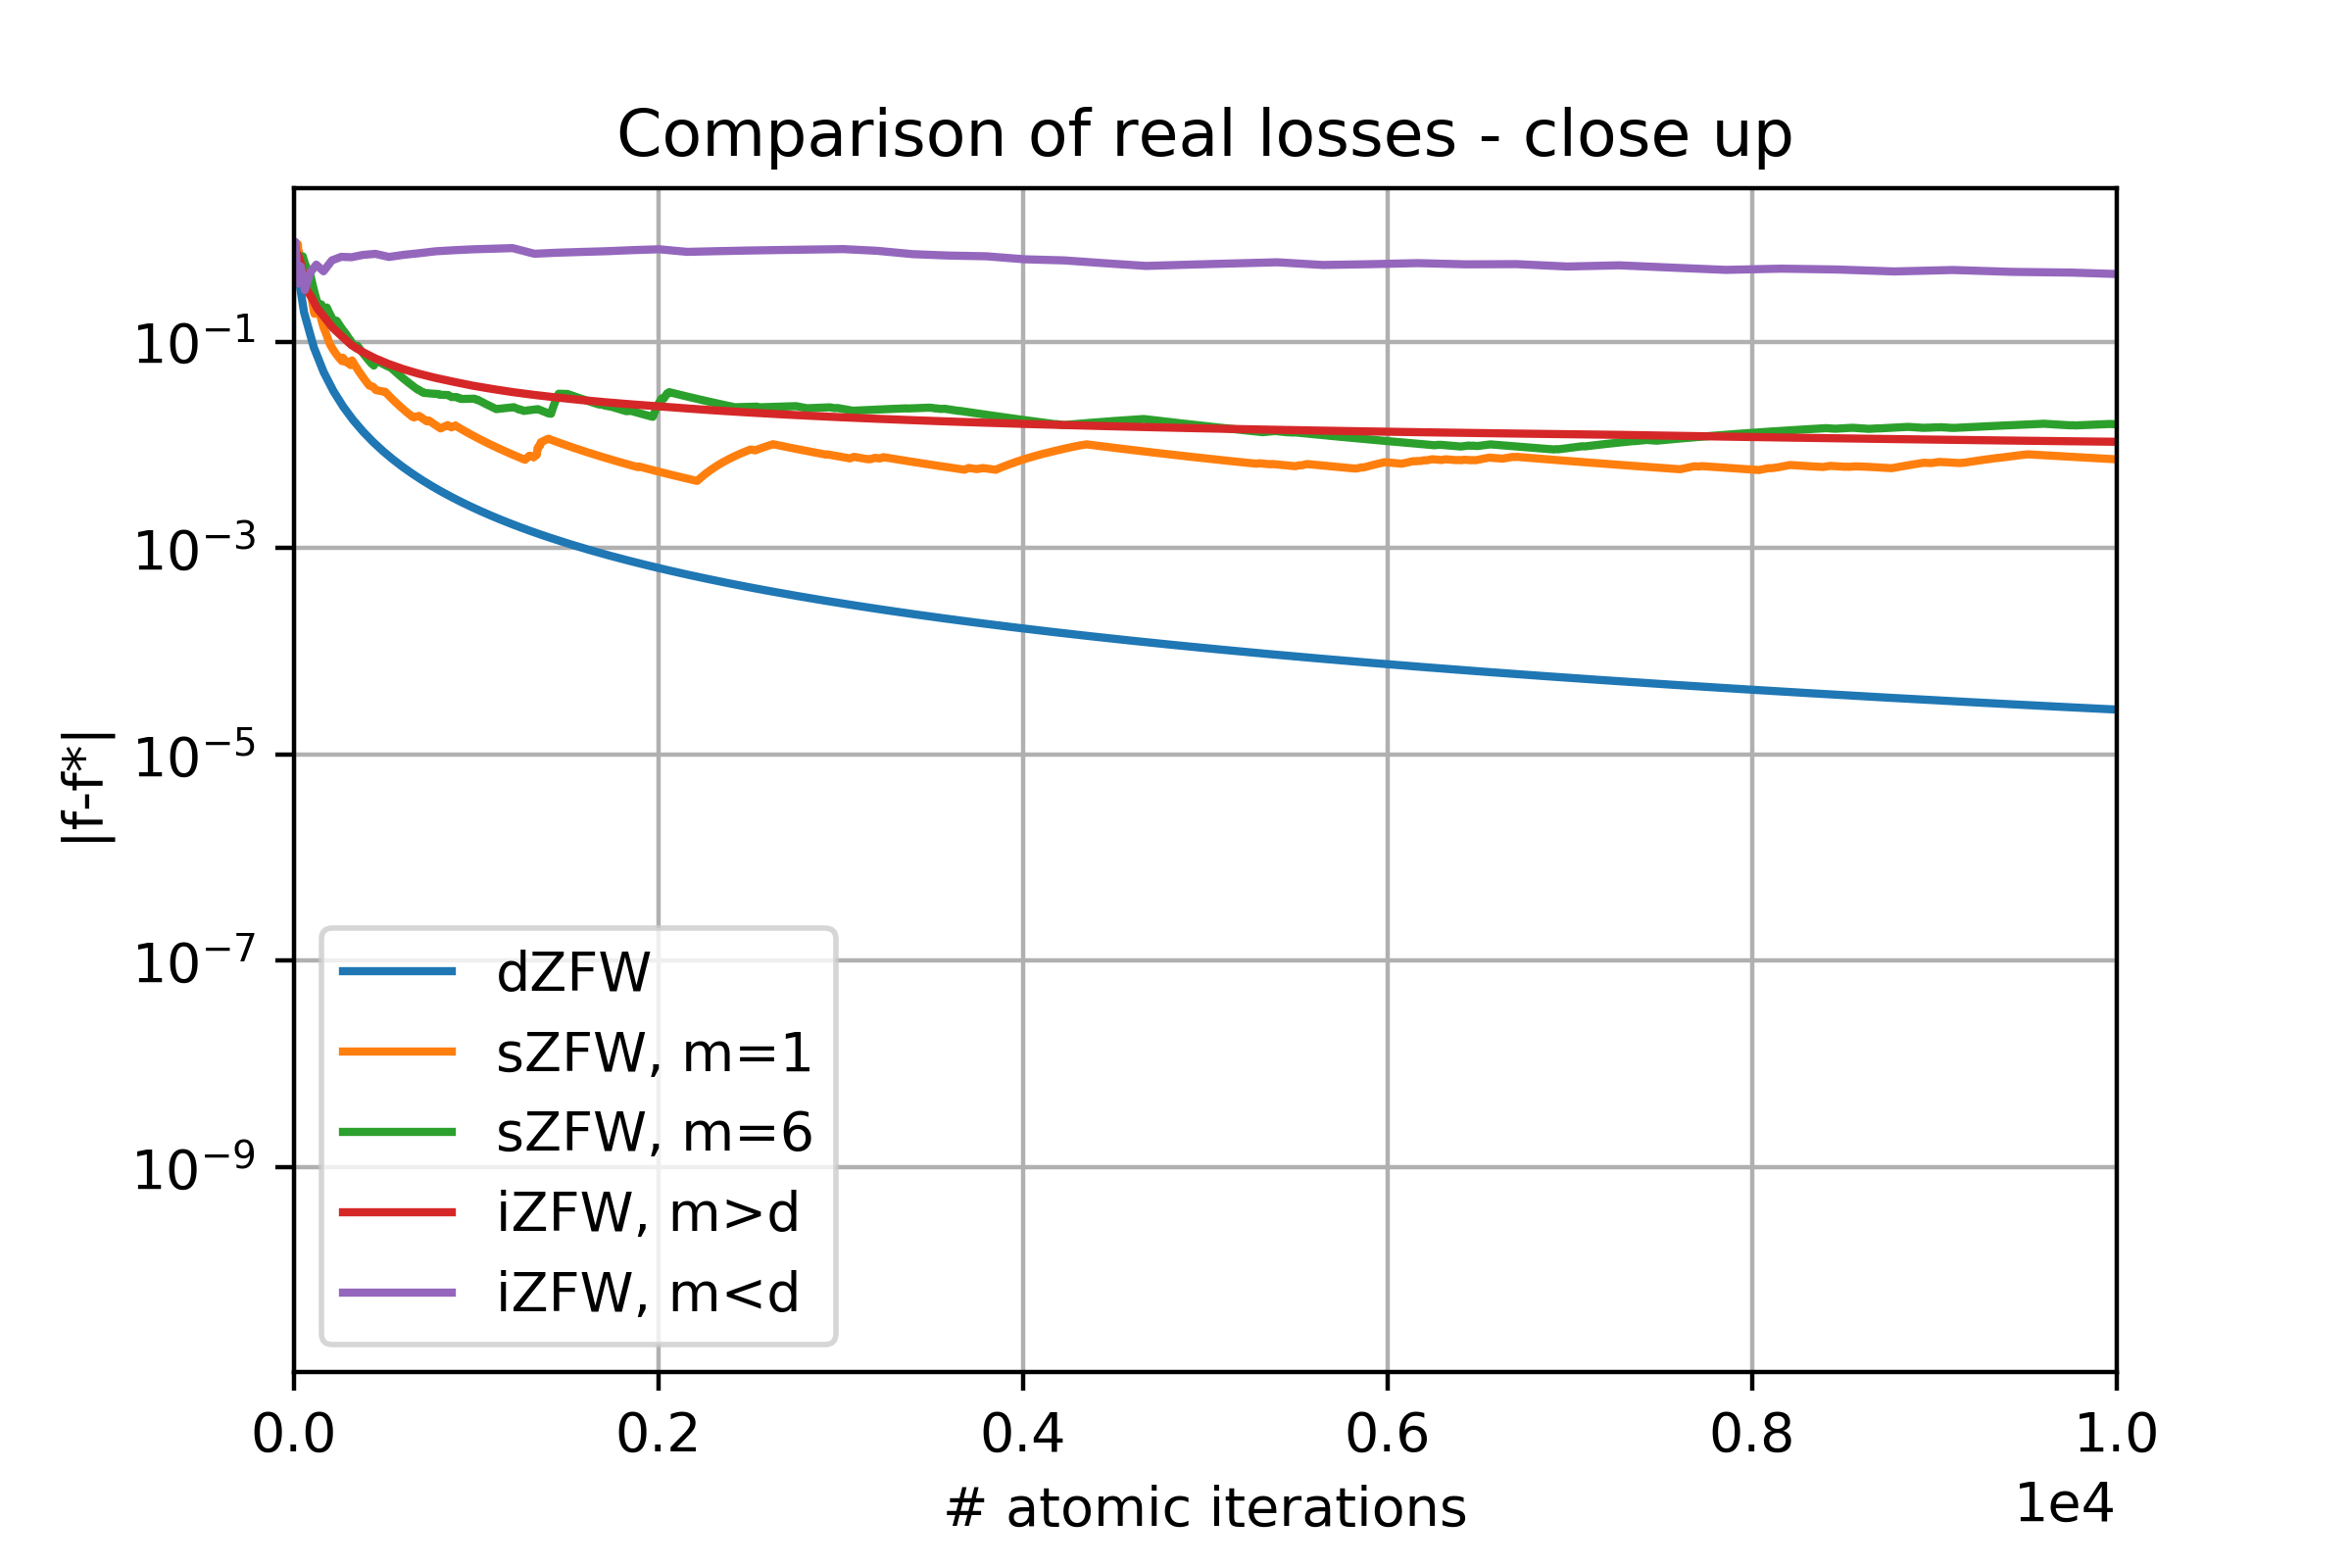 Comparison of real losses - close up
|f-f*|
10⁻¹
10⁻³
10⁻⁵
10⁻⁷
10⁻⁹
dZFW
sZFW, m=1
sZFW, m=6
iZFW, m>d
iZFW, m<d
0.0 0.2 0.4 0.6 0.8 1.0
1e4
# atomic iterations